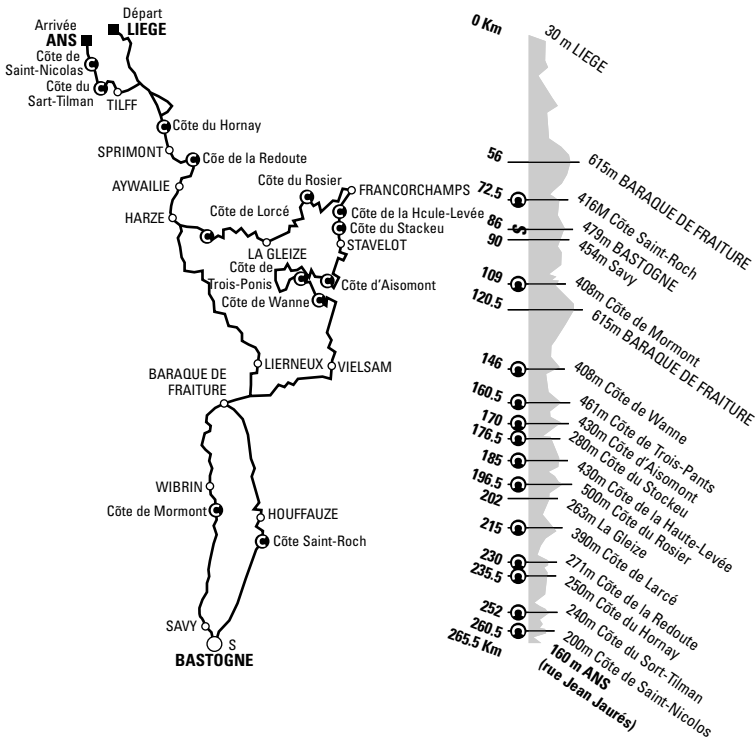 Départ
LIEGE
Arrivée
ANS
Côte de
Saint-Nicolas
Côte du
Sart-Tilman
TILFF
Côte du Hornay
SPRIMONT
Cöe de la Redoute
AYWAILIE
Côte du Rosier
FRANCORCHAMPS
HARZE
Côte de Lorcé
Côte de la Hcule-Levée
Côte du Stackeu
LA GLEIZE
STAVELOT
Côte de
Trois-Ponis
Côte d'Aisomont
Côte de Wanne
LIERNEUX
VIELSAM
BARAQUE DE
FRAITURE
WIBRIN
Côte de Mormont
HOUFFAUZE
Côte Saint-Roch
SAVY
S
BASTOGNE
0 Km
30 m LIEGE
56
615m BARAQUE DE FRAITURE
72.5
416M Côte Saint-Roch
86
S
479m BASTOGNE
90
454m Savy
109
408m Côte de Mormont
120.5
615m BARAQUE DE FRAITURE
146
408m Côte de Wanne
160.5
461m Côte de Trois-Pants
170
430m Côte d'Aisomont
176.5
280m Côte du Stockeu
185
430m Côte de la Haute-Levée
196.5
500m Côte du Rosier
202
263m La Gleize
215
390m Côte de Larcé
230
271m Côte de la Redoute
235.5
250m Côte du Hornay
252
240m Côte du Sort-Tilman
260.5
200m Côte de Saint-Nicolos
265.5 Km
160 m ANS
(rue Jean Jaurés)